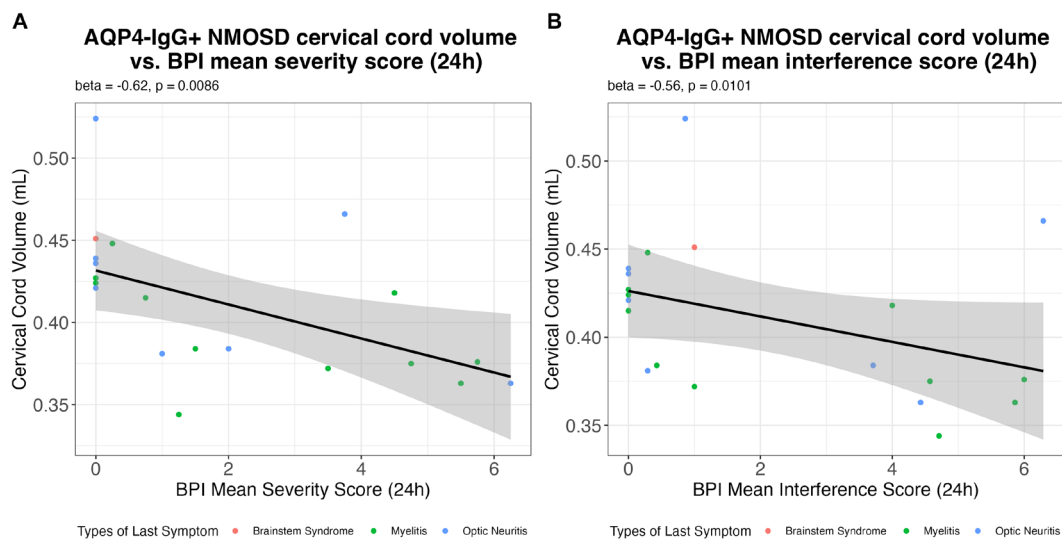 A
AQP4-IgG+ NMOSD cervical cord volume
vs. BPI mean severity score (24h)
beta = -0.62, p = 0.0086
Cervical Cord Volume (mL)
0.50
0.45
0.40
0.35
0 2 4 6
BPI Mean Severity Score (24h)
Types of Last Symptom Brainstem Syndrome Myelitis Optic Neuritis
B
AQP4-IgG+ NMOSD cervical cord volume
vs. BPI mean interference score (24h)
beta = -0.56, p = 0.0101
Cervical Cord Volume (mL)
0.50
0.45
0.40
0.35
0 2 4 6
BPI Mean Interference Score (24h)
Types of Last Symptom Brainstem Syndrome Myelitis Optic Neuritis